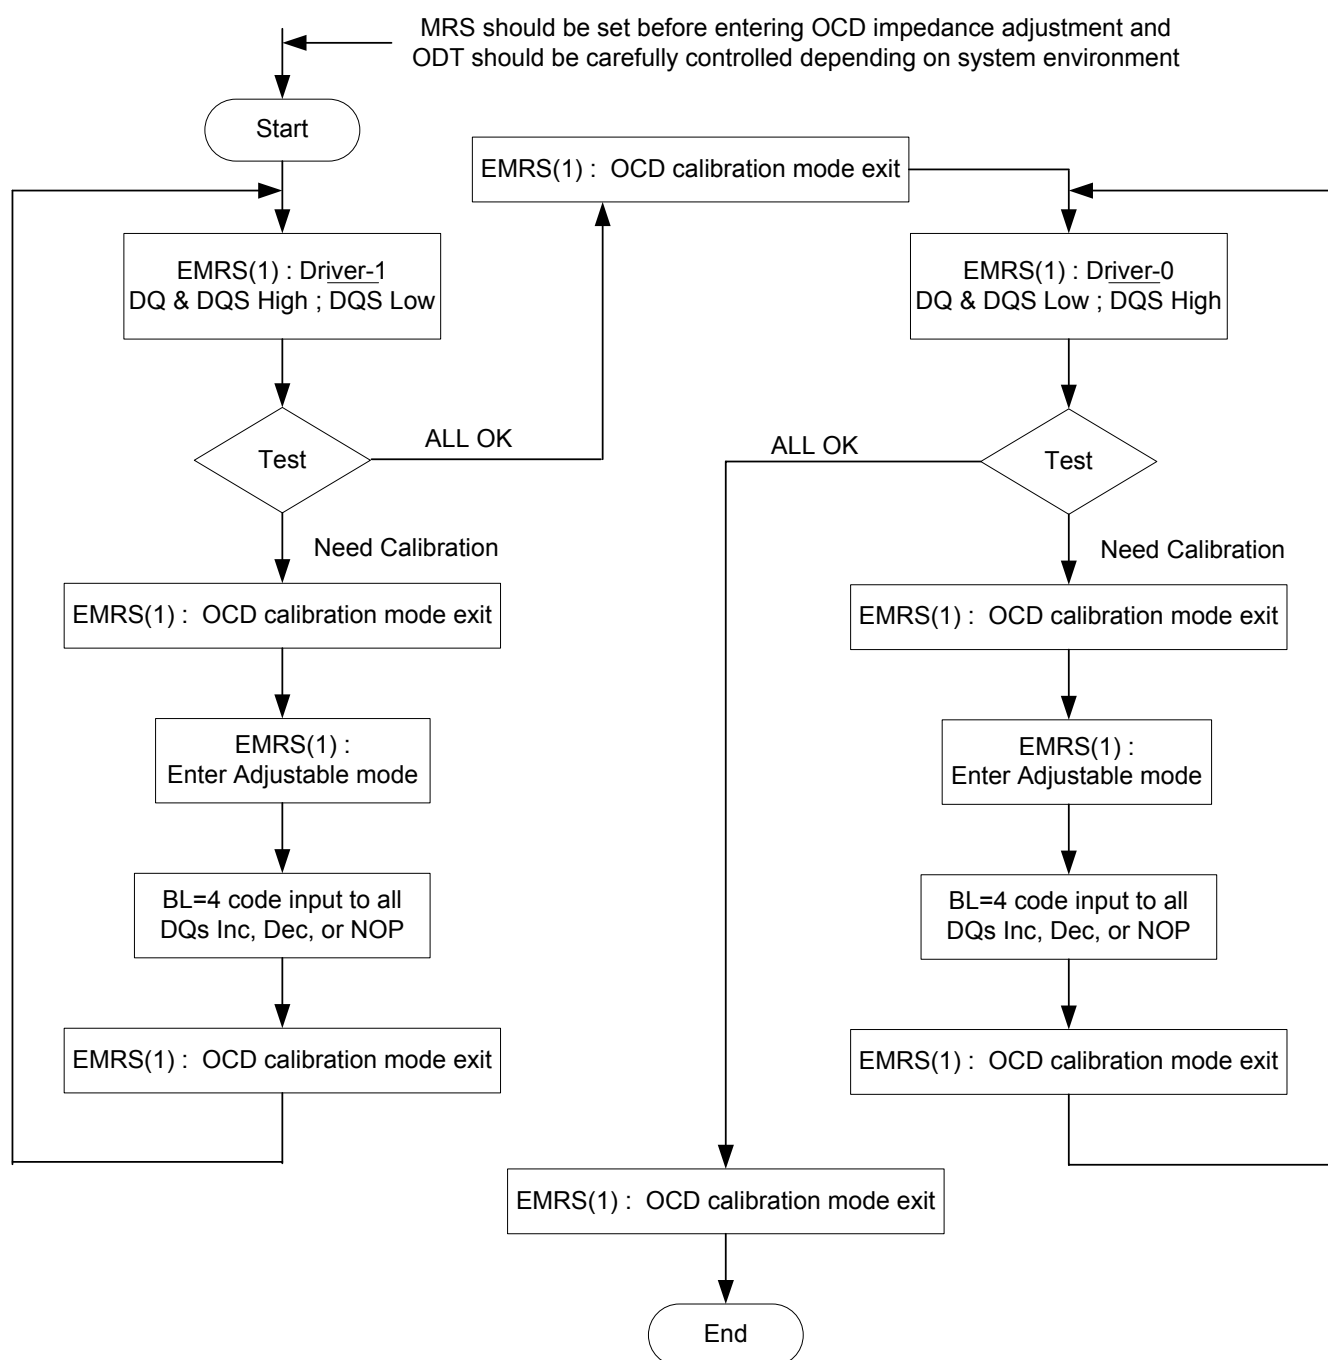 MRS should be set before entering OCD impedance adjustment and
ODT should be carefully controlled depending on system environment
Start
EMRS(1) :  OCD calibration mode exit
EMRS(1) : Driver-1
DQ & DQS High ; DQS Low
EMRS(1) : Driver-0
DQ & DQS Low ; DQS High
ALL OK
Test
ALL OK
Test
Need Calibration
Need Calibration
EMRS(1) :  OCD calibration mode exit
EMRS(1) :  OCD calibration mode exit
EMRS(1) :
Enter Adjustable mode
EMRS(1) :
Enter Adjustable mode
BL=4 code input to all
DQs Inc, Dec, or NOP
BL=4 code input to all
DQs Inc, Dec, or NOP
EMRS(1) :  OCD calibration mode exit
EMRS(1) :  OCD calibration mode exit
EMRS(1) :  OCD calibration mode exit
End